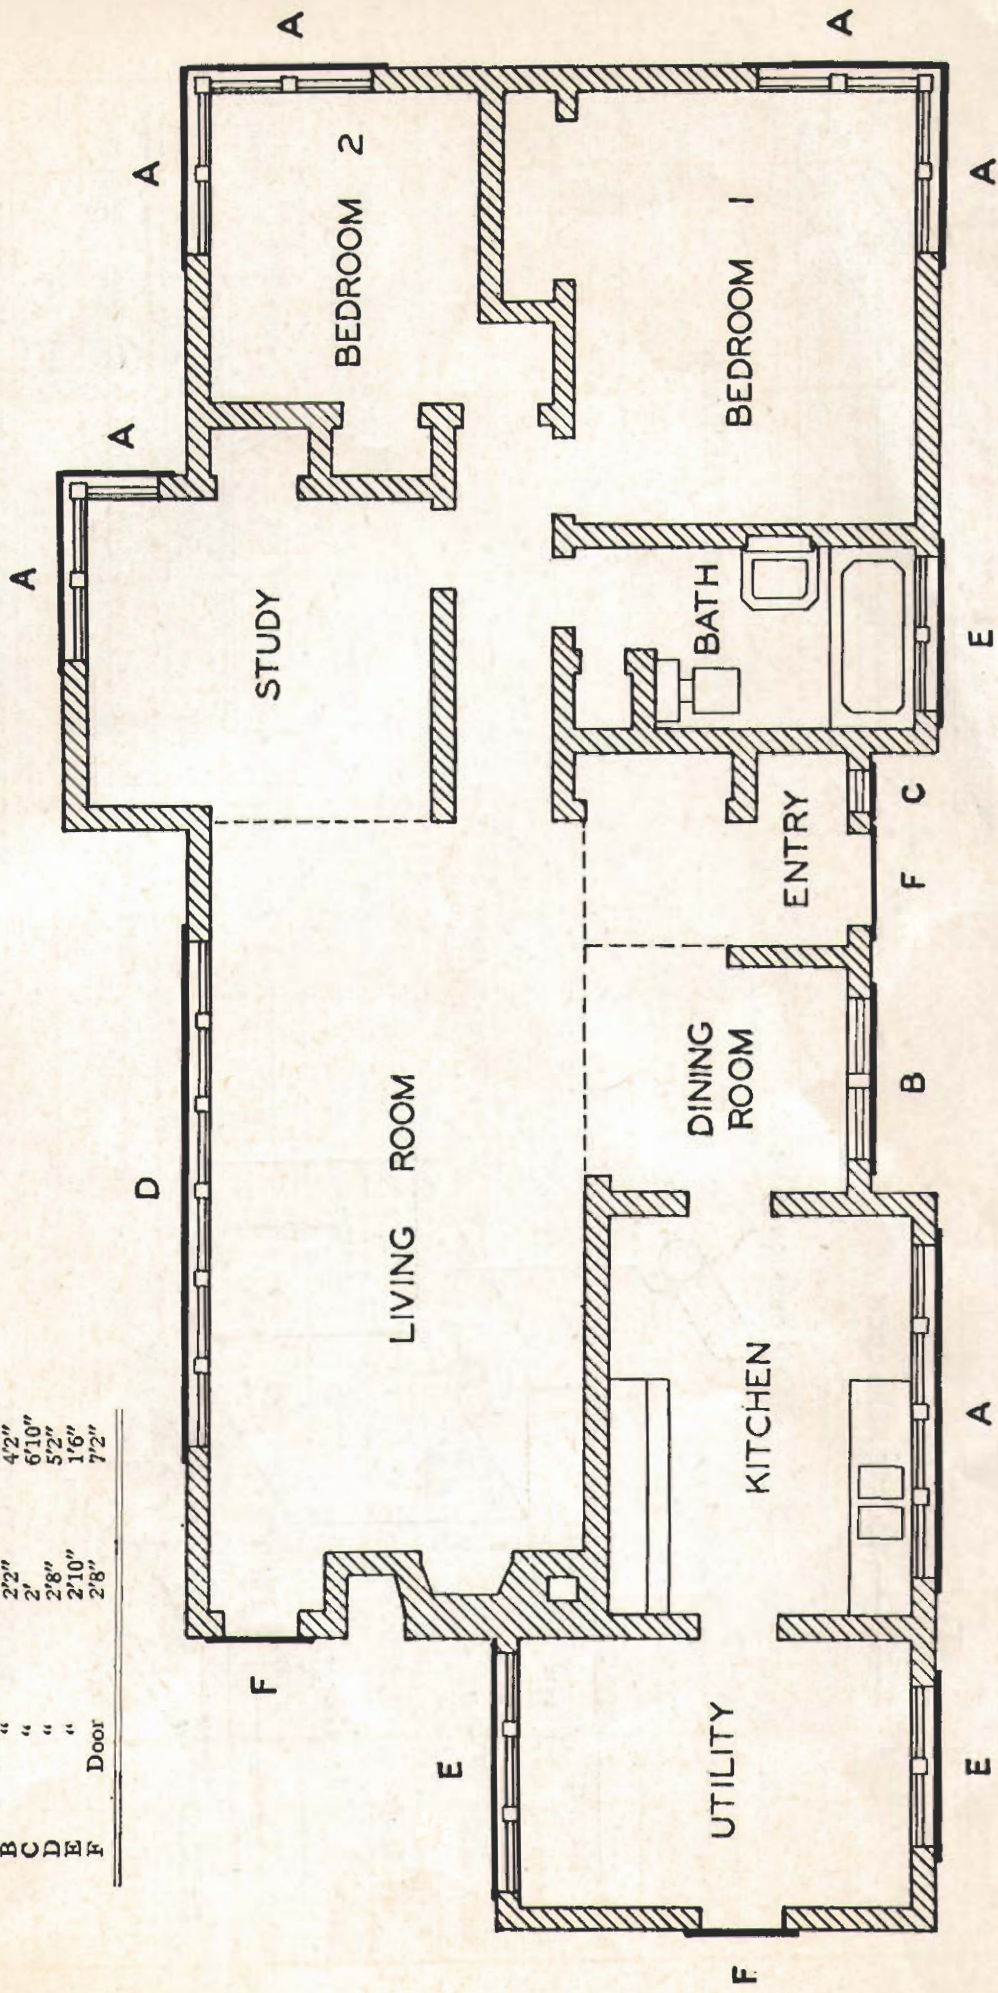 B " 2'2" 4'2"
C " 2' 6'10"
D " 2'8" 5'2"
E " 2'10" 1'6"
F Door 2'8" 7'2"
A
A
A
A
A
D
BEDROOM 2
STUDY
LIVING ROOM
BEDROOM 1
BATH
ENTRY
DINING
ROOM
KITCHEN
UTILITY
F
E
F
E
A
B
F
C
E
A
A